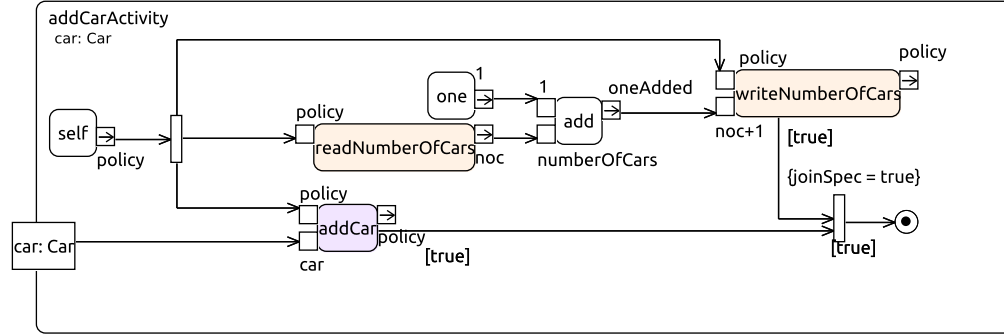 addCarActivity
car: Car
policy
policy
1
1
oneAdded
one
writeNumberOfCars
policy
self
add
noc+1
[true]
policy
readNumberOfCars
noc
numberOfCars
{joinSpec = true}
policy
addCar
policy
car: Car
[true]
[true]
car